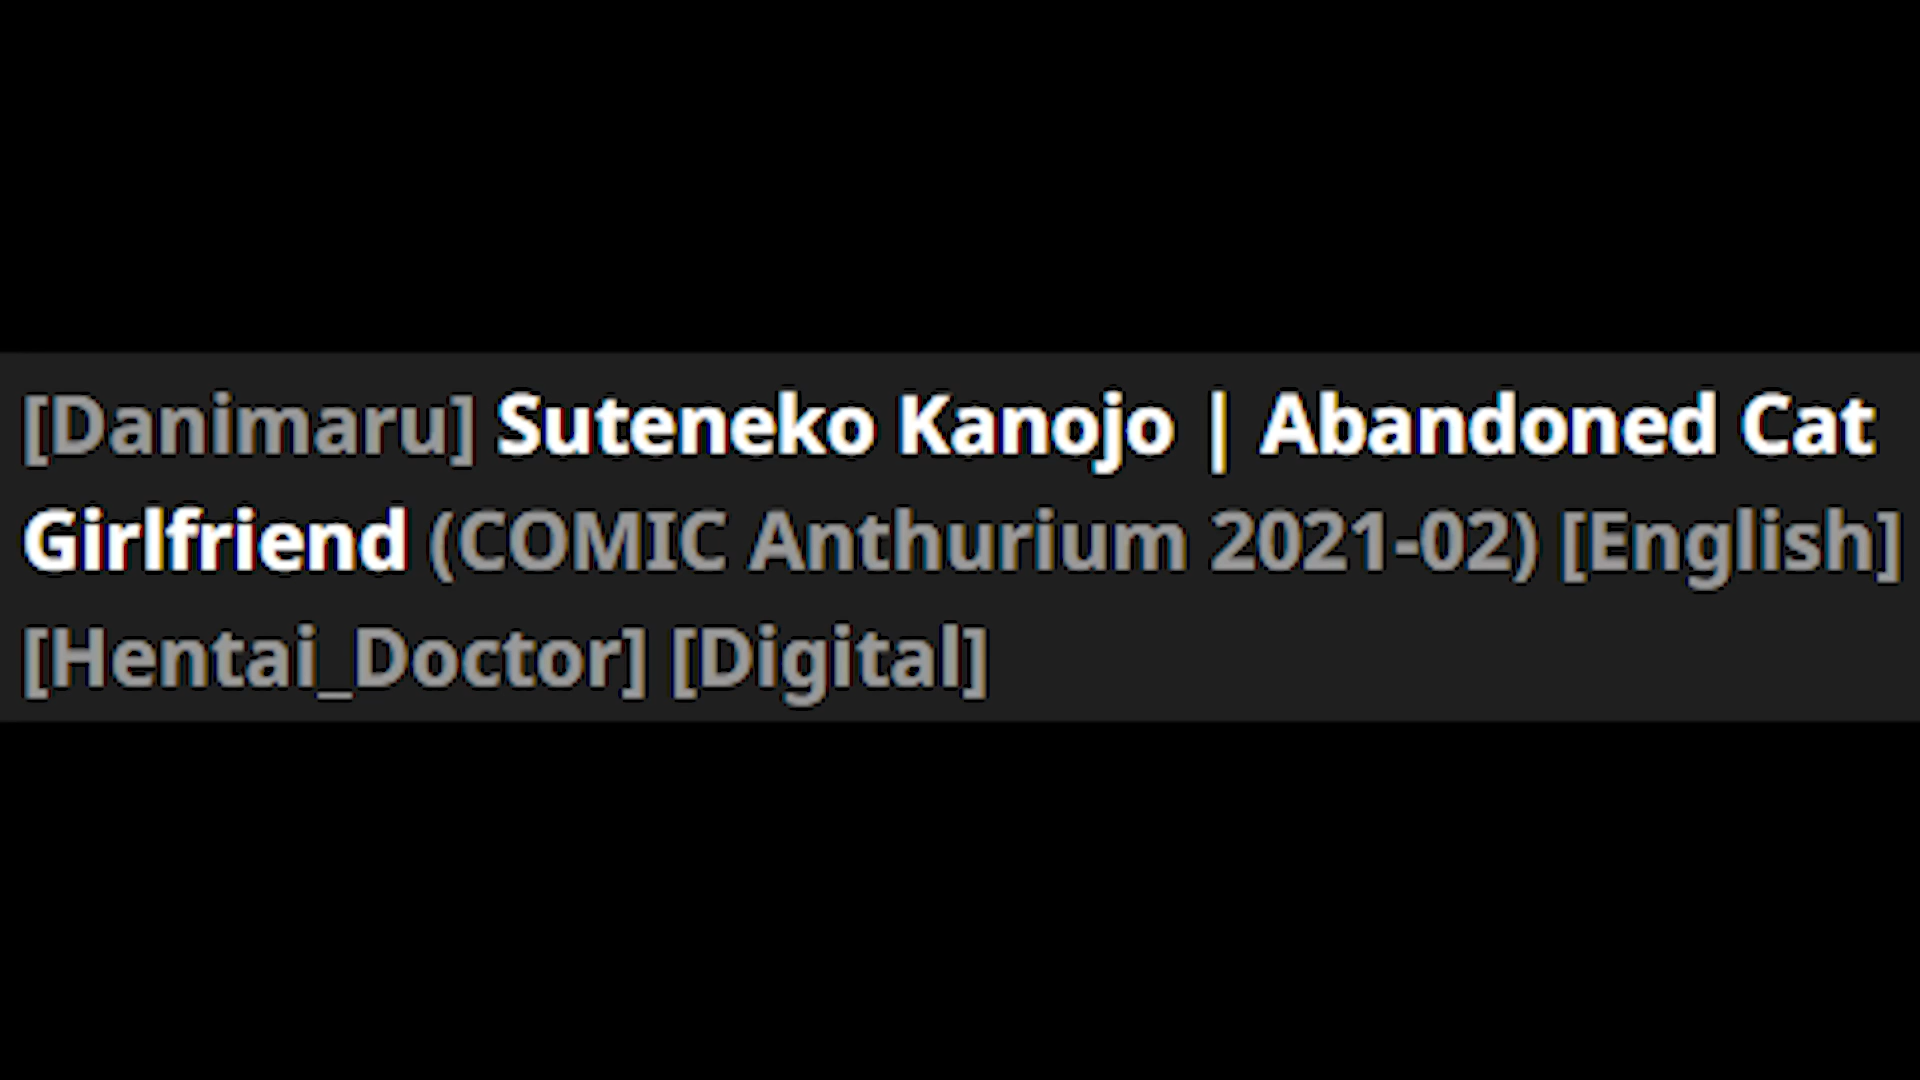 [Danimaru] Suteneko Kanojo | Abandoned Cat
Girlfriend (COMIC Anthurium 2021-02) [English]
[Hentai_Doctor] [Digital]